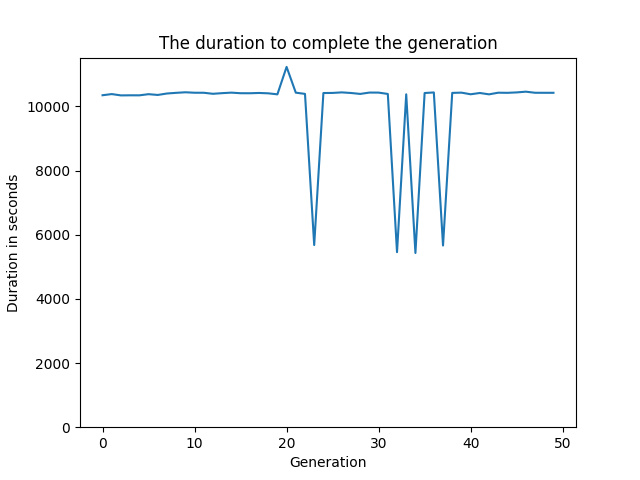 The duration to complete the generation
10000
8000
6000
4000
2000
0
Duration in seconds
0 10 20 30 40 50
Generation